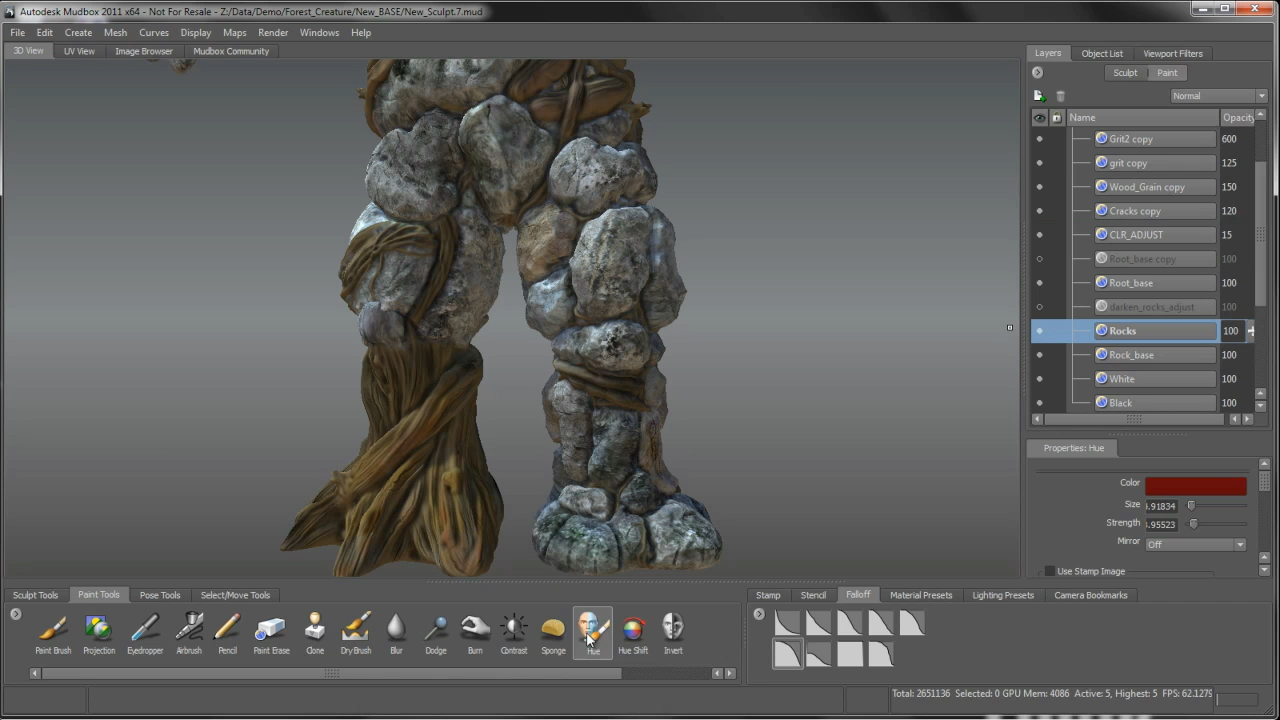 Autodesk Mudbox 2011 x64 - Not For Resale - Z:/Data/Demo/Forest_Creature/New_BASE/New_Sculpt.7.mud
File Edit Create Mesh Curves Display Maps Render Windows Help
3D View UV View Image Browser Mudbox Community
Layers Object List Viewport Filters
Sculpt Paint
Normal
Name Opacity
Grit2 copy 600
grit copy 125
Wood_Grain copy 150
Cracks copy 120
CLR_ADJUST 15
Root_base copy 100
Root_base 100
darken_rocks_adjust 100
Rocks 100
Rock_base 100
White 100
Black 100
Properties: Hue
Color
Size .91834
Strength .95523
Mirror Off
Use Stamp Image
Sculpt Tools Paint Tools Pose Tools Select/Move Tools
Stamp Stencil Falloff Material Presets Lighting Presets Camera Bookmarks
Paint Brush Projection Eyedropper Airbrush Pencil Paint Erase Clone Dry Brush Blur Dodge Burn Contrast Sponge Hue Hue Shift Invert
Total: 2651136 Selected: 0 GPU Mem: 4086 Active: 5, Highest: 5 FPS: 62.1279